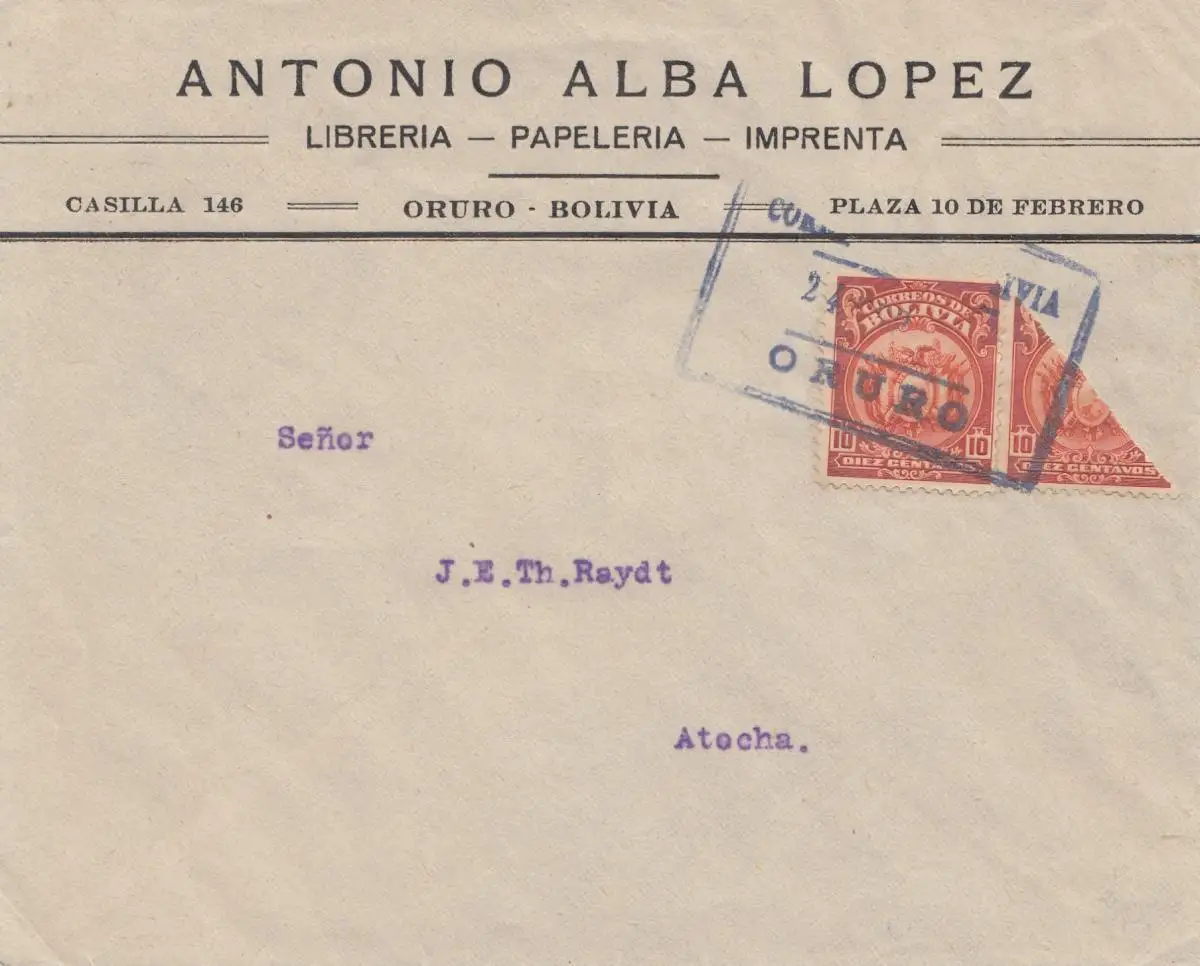 ANTONIO ALBA LOPEZ
LIBRERIA — PAPELERIA — IMPRENTA
CASILLA 146
ORURO - BOLIVIA
PLAZA 10 DE FEBRERO
24
ORURO
CORREOS DE
BOLIVIA
10 10
DIEZ CENTAVOS
10
DIEZ CENTAVOS
Señor
J.E.Th.Raydt
Atocha.